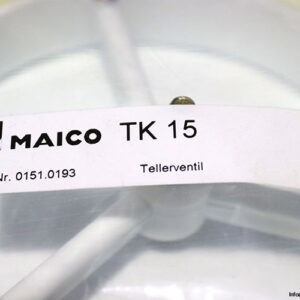 MAICO TK 15
Nr. 0151.0193 Tellerventil